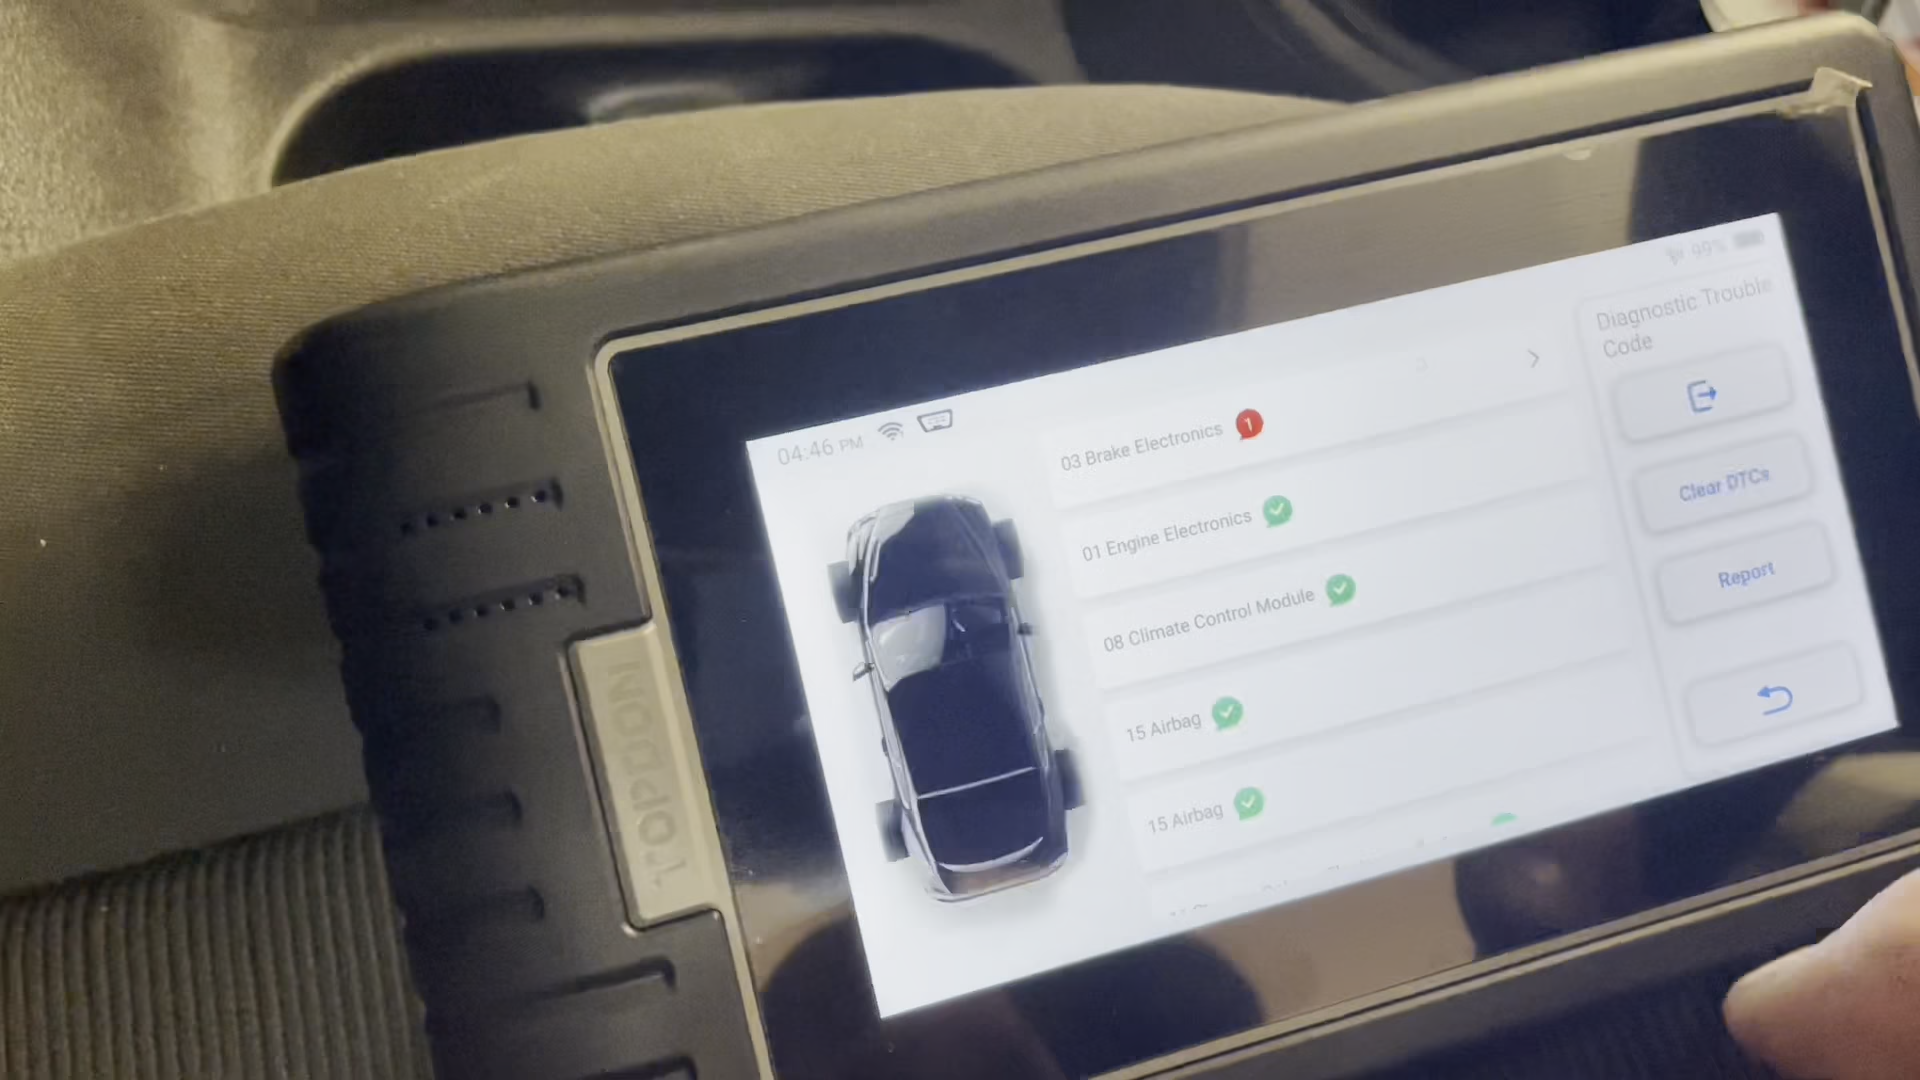 04:46 PM
99%
Diagnostic Trouble
Code
03 Brake Electronics 1
01 Engine Electronics
08 Climate Control Module
15 Airbag
15 Airbag
Clear DTCs
Report
TOPDON